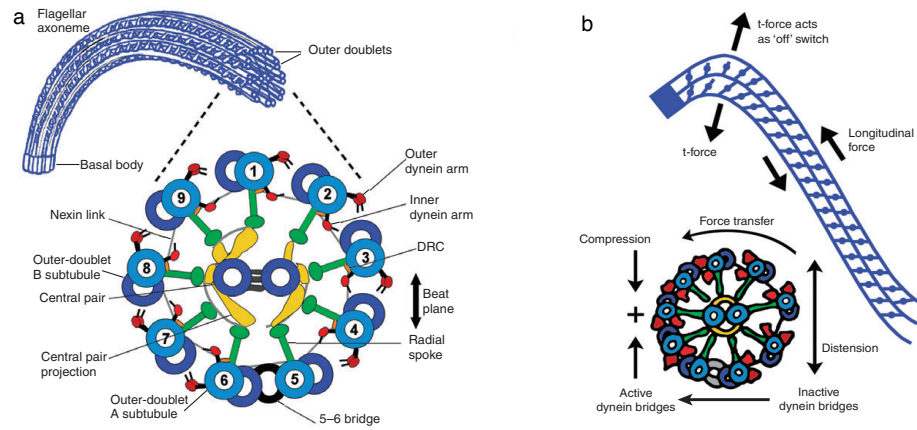 a
Flagellar
axoneme
Outer doublets
Basal body
Outer
dynein arm
Inner
dynein arm
Nexin link
DRC
Outer-doublet
B subtubule
Central pair
Beat
plane
Central pair
projection
Radial
spoke
Outer-doublet
A subtubule
5–6 bridge
1
2
3
4
5
6
7
8
9
b
t-force acts
as ‘off’ switch
t-force
Longitudinal
force
Force transfer
Compression
+
Distension
Active
dynein bridges
Inactive
dynein bridges